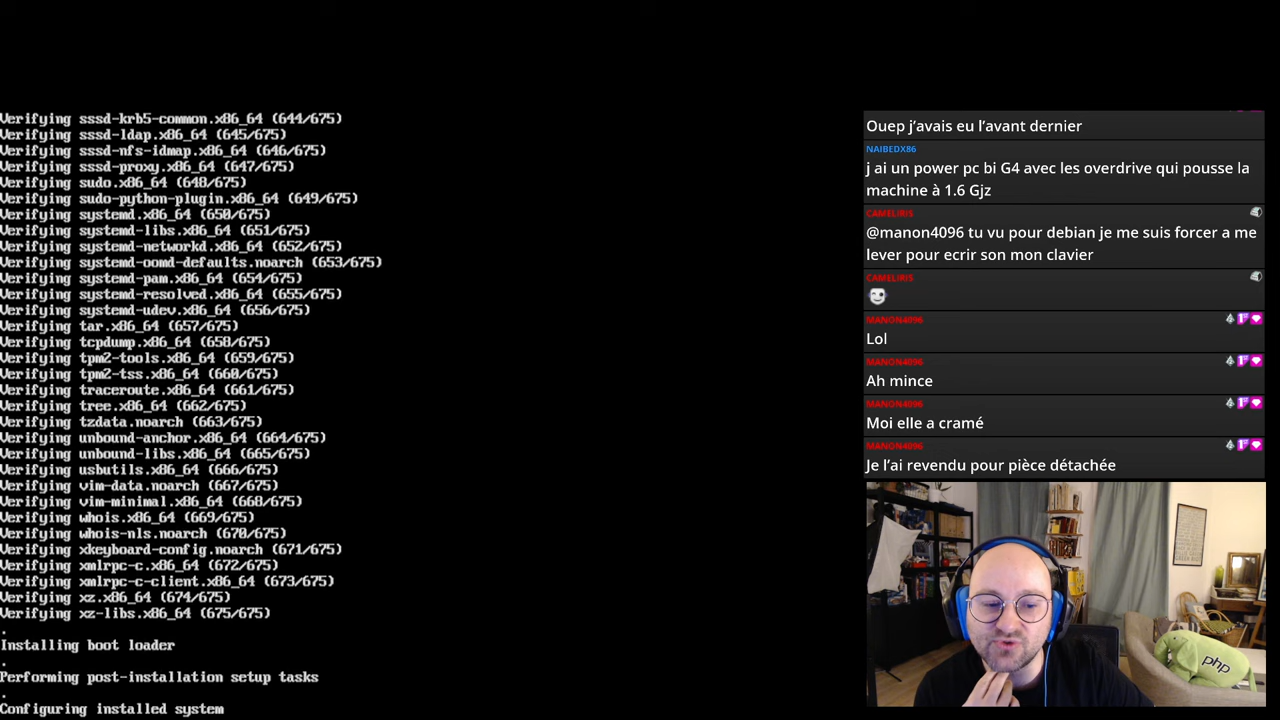 Verifying sssd-krb5-common.x86_64 (644/675)
Verifying sssd-ldap.x86_64 (645/675)
Verifying sssd-nfs-idmap.x86_64 (646/675)
Verifying sssd-proxy.x86_64 (647/675)
Verifying sudo.x86_64 (648/675)
Verifying sudo-python-plugin.x86_64 (649/675)
Verifying systemd.x86_64 (650/675)
Verifying systemd-libs.x86_64 (651/675)
Verifying systemd-networkd.x86_64 (652/675)
Verifying systemd-oomd-defaults.noarch (653/675)
Verifying systemd-pam.x86_64 (654/675)
Verifying systemd-resolved.x86_64 (655/675)
Verifying systemd-udev.x86_64 (656/675)
Verifying tar.x86_64 (657/675)
Verifying tcpdump.x86_64 (658/675)
Verifying tpm2-tools.x86_64 (659/675)
Verifying tpm2-tss.x86_64 (660/675)
Verifying traceroute.x86_64 (661/675)
Verifying tree.x86_64 (662/675)
Verifying tzdata.noarch (663/675)
Verifying unbound-anchor.x86_64 (664/675)
Verifying unbound-libs.x86_64 (665/675)
Verifying usbutils.x86_64 (666/675)
Verifying vim-data.noarch (667/675)
Verifying vim-minimal.x86_64 (668/675)
Verifying whois.x86_64 (669/675)
Verifying whois-nls.noarch (670/675)
Verifying xkeyboard-config.noarch (671/675)
Verifying xmlrpc-c.x86_64 (672/675)
Verifying xmlrpc-c-client.x86_64 (673/675)
Verifying xz.x86_64 (674/675)
Verifying xz-libs.x86_64 (675/675)
.
Installing boot loader
.
Performing post-installation setup tasks
.
Configuring installed system
Ouep j’avais eu l’avant dernier
NAIBEDX86
j ai un power pc bi G4 avec les overdrive qui pousse la
machine à 1.6 Gjz
CAMELIRIS
@manon4096 tu vu pour debian je me suis forcer a me
lever pour ecrir son mon clavier
CAMELIRIS
MANON4096
Lol
MANON4096
Ah mince
MANON4096
Moi elle a cramé
MANON4096
Je l’ai revendu pour pièce détachée
php